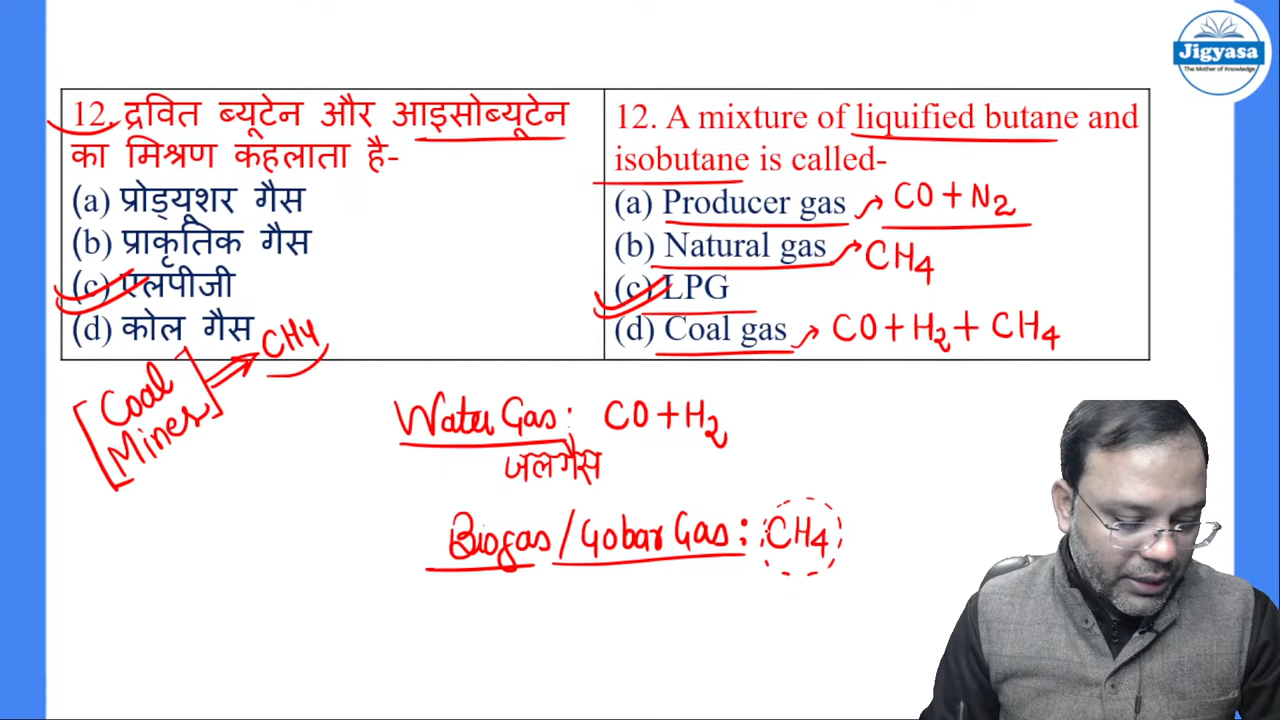 Jigyasa
The Mother of Knowledge
12. द्रवित ब्यूटेन और आइसोब्यूटेन
का मिश्रण कहलाता है-
(a) प्रोड्यूशर गैस
(b) प्राकृतिक गैस
(c) एलपीजी
(d) कोल गैस
12. A mixture of liquified butane and
isobutane is called-
(a) Producer gas → CO + N₂
(b) Natural gas → CH₄
(c) LPG
(d) Coal gas → CO + H₂ + CH₄
[Coal
Mines] ⇒ CH₄
Water Gas: CO + H₂
जलगैस
Biogas / Gobar Gas: CH₄